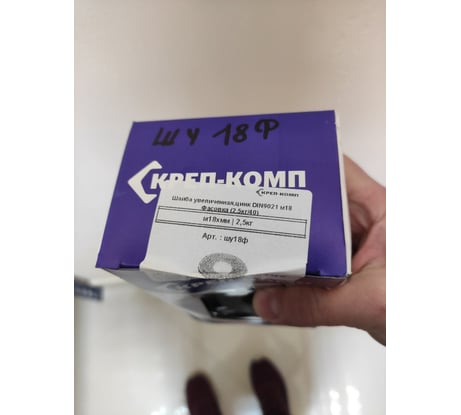 ШУ 18Ф
КРЕП-КОМП
КРЕП-КОМП
Шайба увеличенная,цинк DIN9021 м18
Фасовка (2,5кг/40)
м18хмм | 2,5кг
Арт. : шу18ф